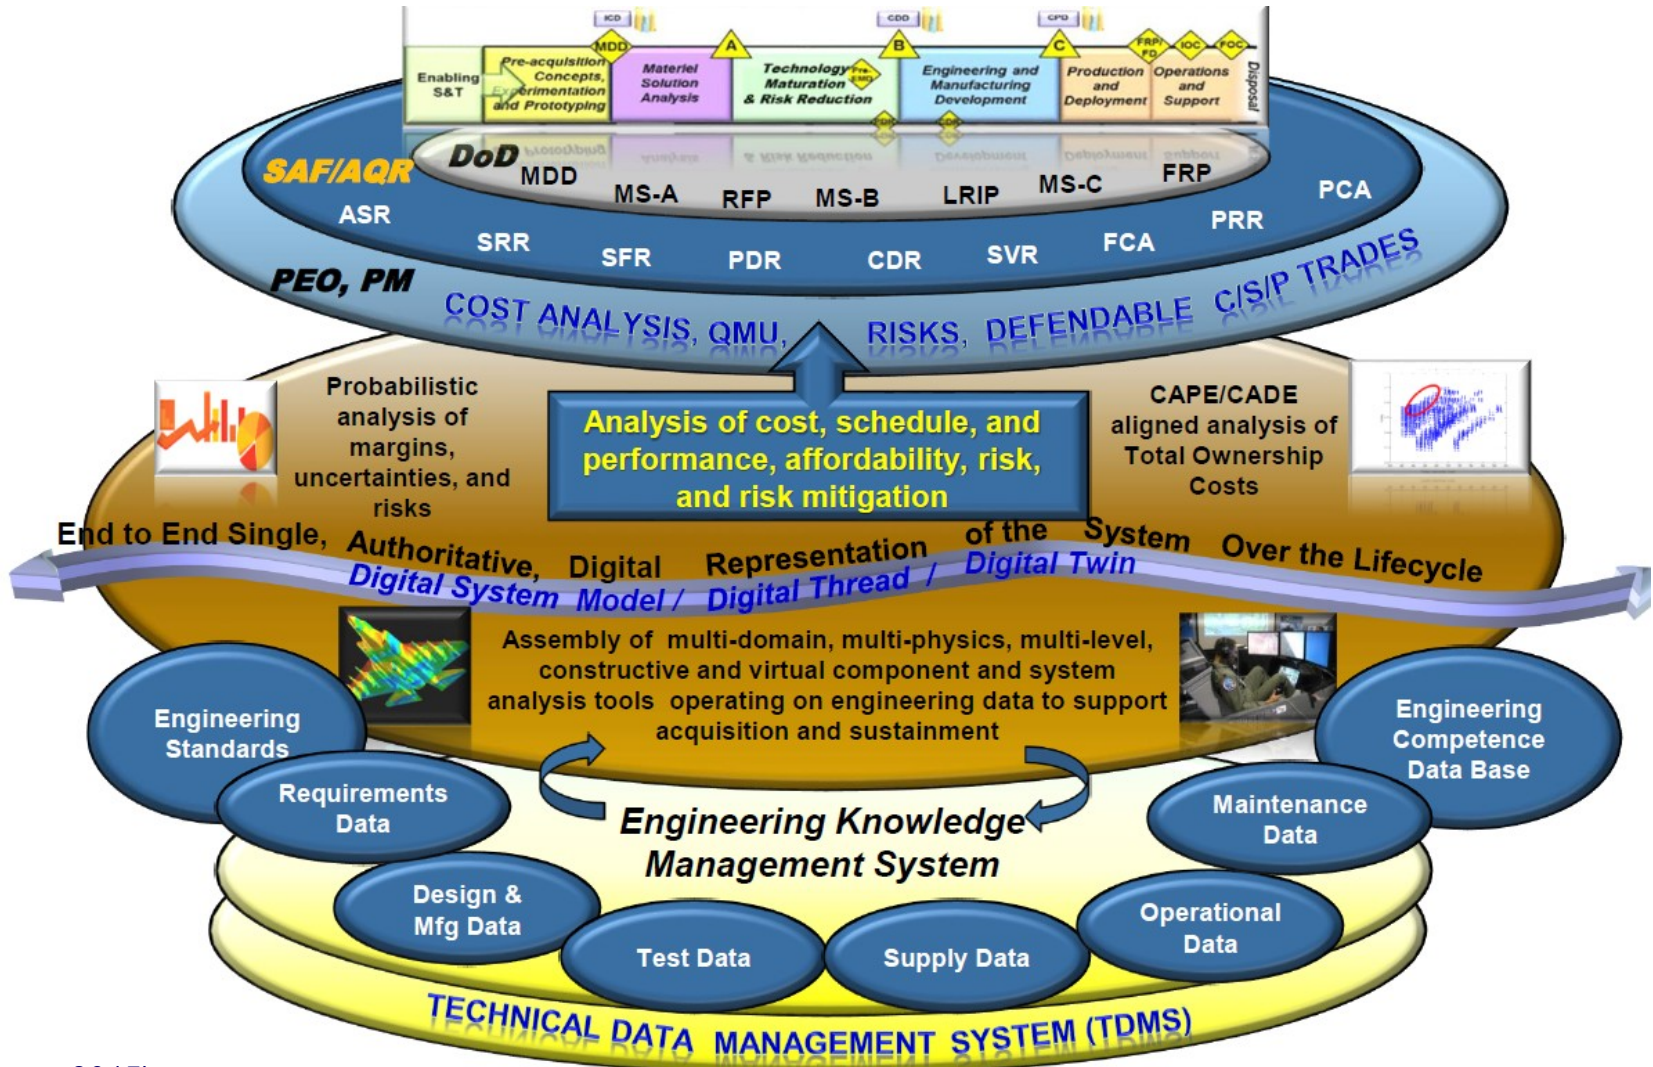 ICD
CDD
CPD
MDD
A
B
C
FRP/
FD
IOC
FOC
Enabling
S&T
Pre-acquisition
Concepts,
Experimentation
and Prototyping
Materiel
Solution
Analysis
Technology
Maturation
& Risk Reduction
Pre-
EMD
Engineering and
Manufacturing
Development
Production
and
Deployment
Operations
and
Support
Disposal
PDR
CDR
SAF/AQR
DoD
MDD
MS-A
RFP
MS-B
LRIP
MS-C
FRP
ASR
SRR
SFR
PDR
CDR
SVR
FCA
PRR
PCA
PEO, PM
COST ANALYSIS, QMU, RISKS, DEFENDABLE C/S/P TRADES
Probabilistic
analysis of
margins,
uncertainties, and
risks
Analysis of cost, schedule, and
performance, affordability, risk,
and risk mitigation
CAPE/CADE
aligned analysis of
Total Ownership
Costs
End to End Single, Authoritative, Digital Representation of the System Over the Lifecycle
Digital System Model / Digital Thread / Digital Twin
Assembly of multi-domain, multi-physics, multi-level,
constructive and virtual component and system
analysis tools operating on engineering data to support
acquisition and sustainment
Engineering
Standards
Requirements
Data
Design &
Mfg Data
Test Data
Supply Data
Operational
Data
Maintenance
Data
Engineering
Competence
Data Base
Engineering Knowledge
Management System
TECHNICAL DATA MANAGEMENT SYSTEM (TDMS)